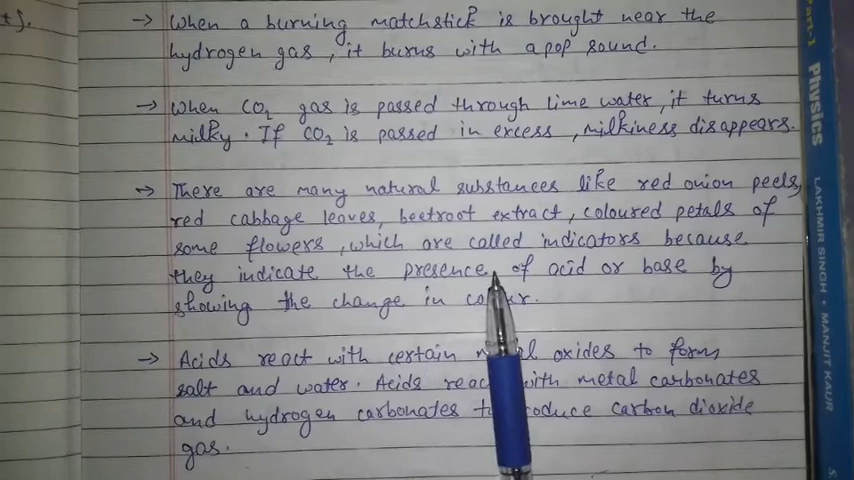 t).
→ When a burning matchstick is brought near the
hydrogen gas, it burns with a pop sound.
→ When CO₂ gas is passed through lime water, it turns
milky. If CO₂ is passed in excess, milkiness disappears.
→ There are many natural substances like red onion peels,
red cabbage leaves, beetroot extract, coloured petals of
some flowers, which are called indicators because
they indicate the presence of acid or base by
showing the change in colour.
→ Acids react with certain metal oxides to form
salt and water. Acids react with metal carbonates
and hydrogen carbonates to produce carbon dioxide
gas.
Part-1
Physics
LAKHMIR SINGH • MANJIT KAUR